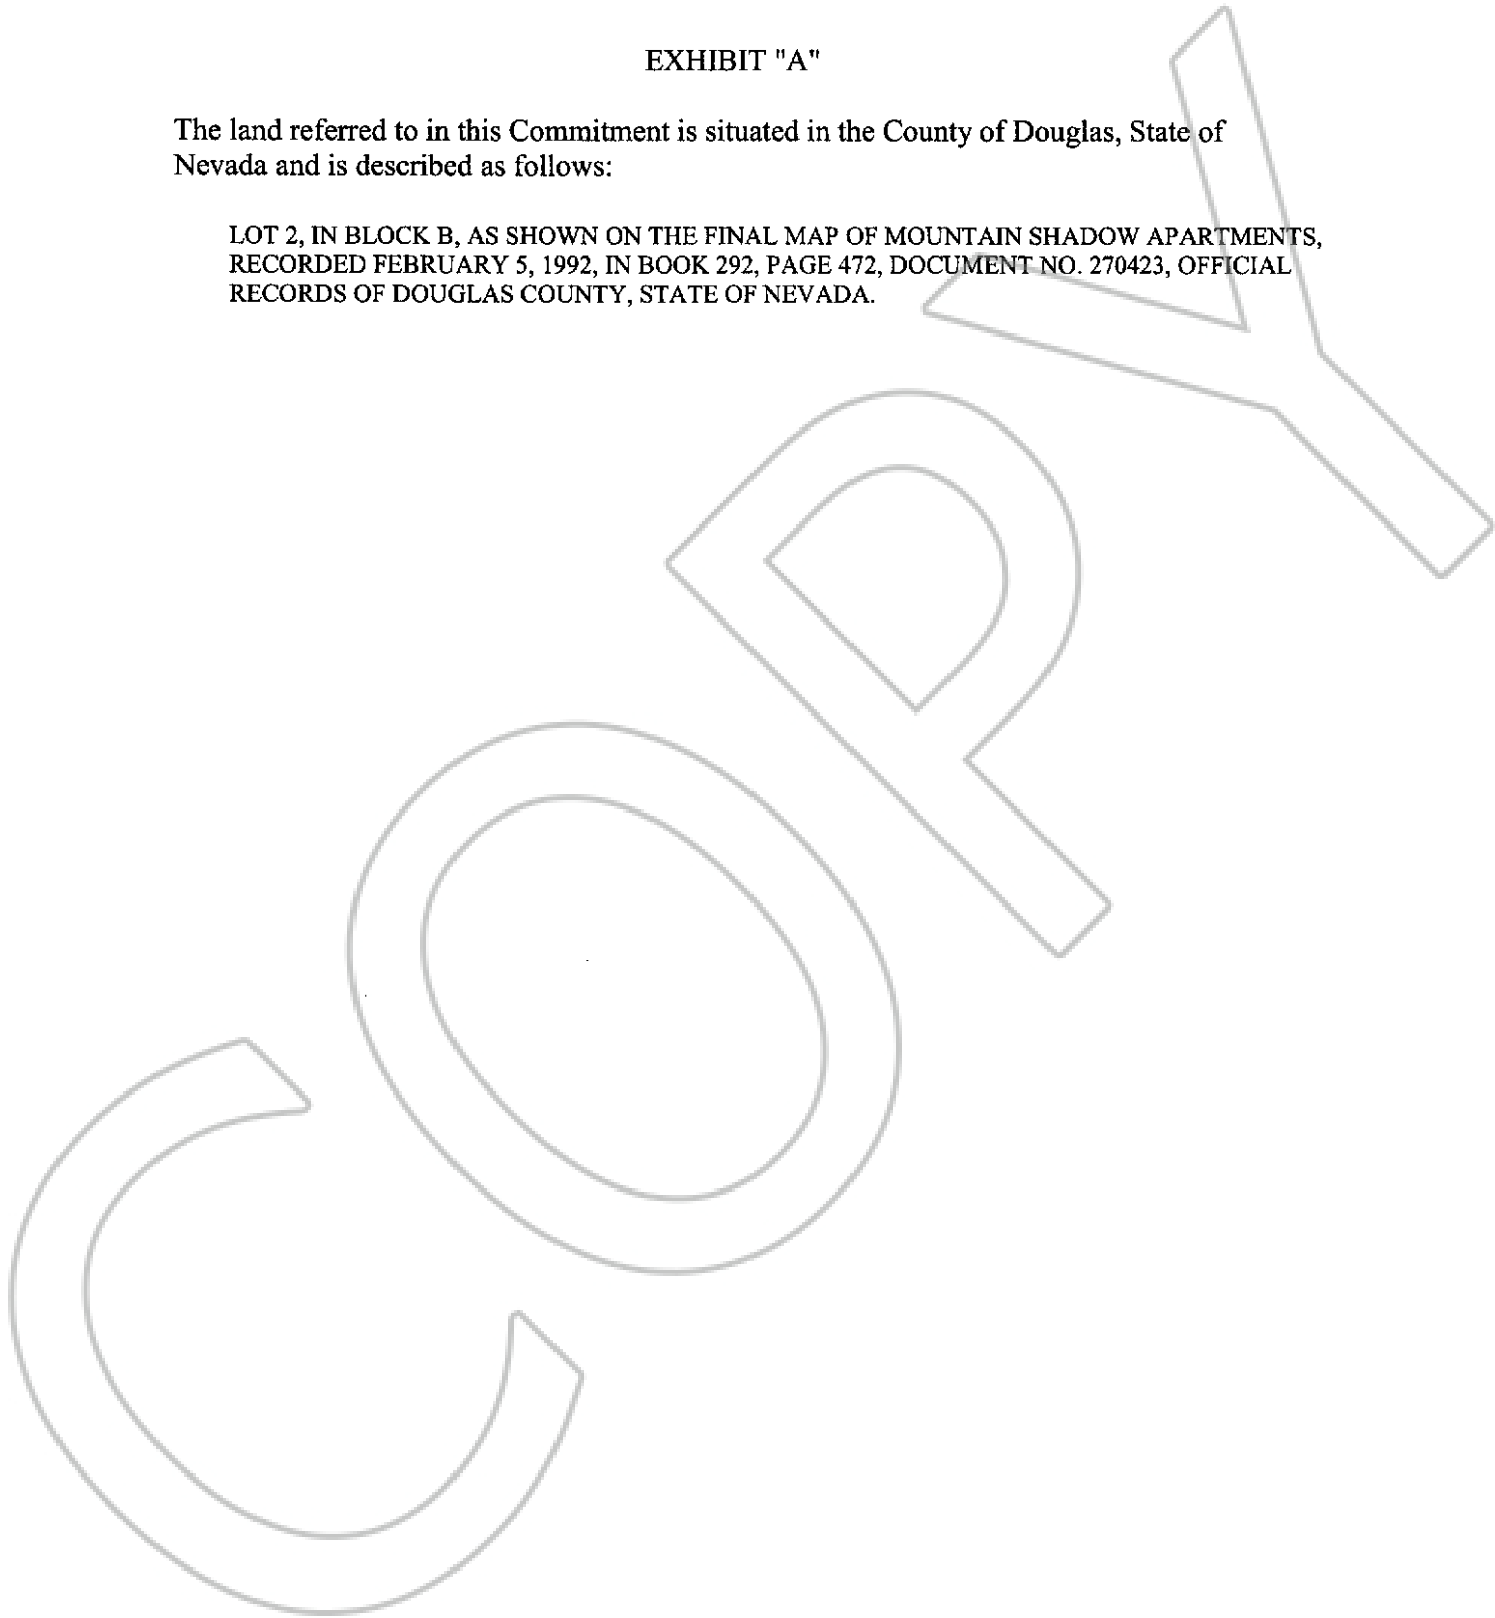 EXHIBIT "A"
The land referred to in this Commitment is situated in the County of Douglas, State of
Nevada and is described as follows:
LOT 2, IN BLOCK B, AS SHOWN ON THE FINAL MAP OF MOUNTAIN SHADOW APARTMENTS,
RECORDED FEBRUARY 5, 1992, IN BOOK 292, PAGE 472, DOCUMENT NO. 270423, OFFICIAL
RECORDS OF DOUGLAS COUNTY, STATE OF NEVADA.
COPY